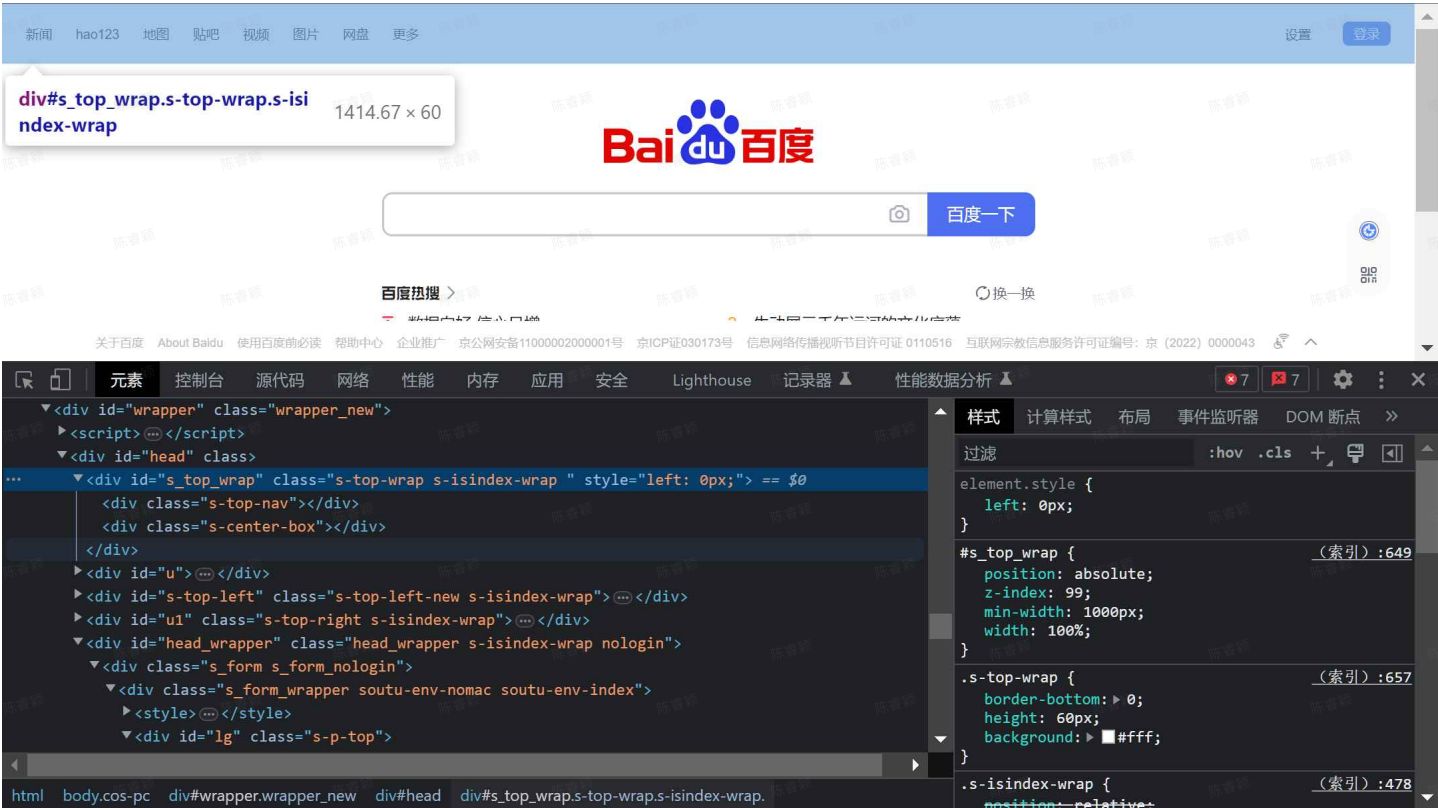 新闻 hao123 地图 贴吧 视频 图片 网盘 更多 设置 登录
div#s_top_wrap.s-top-wrap.s-isi
ndex-wrap
1414.67 × 60
Bai du 百度
百度一下
百度热搜 换一换
关于百度 About Baidu 使用百度前必读 帮助中心 企业推广 京公网安备11000002000001号 京ICP证030173号 信息网络传播视听节目许可证 0110516 互联网宗教信息服务许可证编号：京（2022）0000043
元素 控制台 源代码 网络 性能 内存 应用 安全 Lighthouse 记录器 性能数据分析 7 7
<div id="wrapper" class="wrapper_new">
<script>…</script>
<div id="head" class>
… <div id="s_top_wrap" class="s-top-wrap s-isindex-wrap " style="left: 0px;"> == $0
<div class="s-top-nav"></div>
<div class="s-center-box"></div>
</div>
<div id="u">…</div>
<div id="s-top-left" class="s-top-left-new s-isindex-wrap">…</div>
<div id="u1" class="s-top-right s-isindex-wrap">…</div>
<div id="head_wrapper" class="head_wrapper s-isindex-wrap nologin">
<div class="s_form s_form_nologin">
<div class="s_form_wrapper soutu-env-nomac soutu-env-index">
<style>…</style>
<div id="lg" class="s-p-top">
html body.cos-pc div#wrapper.wrapper_new div#head div#s_top_wrap.s-top-wrap.s-isindex-wrap.
样式 计算样式 布局 事件监听器 DOM 断点 »
过滤 :hov .cls +
element.style {
left: 0px;
}
#s_top_wrap { （索引）:649
position: absolute;
z-index: 99;
min-width: 1000px;
width: 100%;
}
.s-top-wrap { （索引）:657
border-bottom: 0;
height: 60px;
background: #fff;
}
.s-isindex-wrap { （索引）:478
position: relative;
陈睿颖